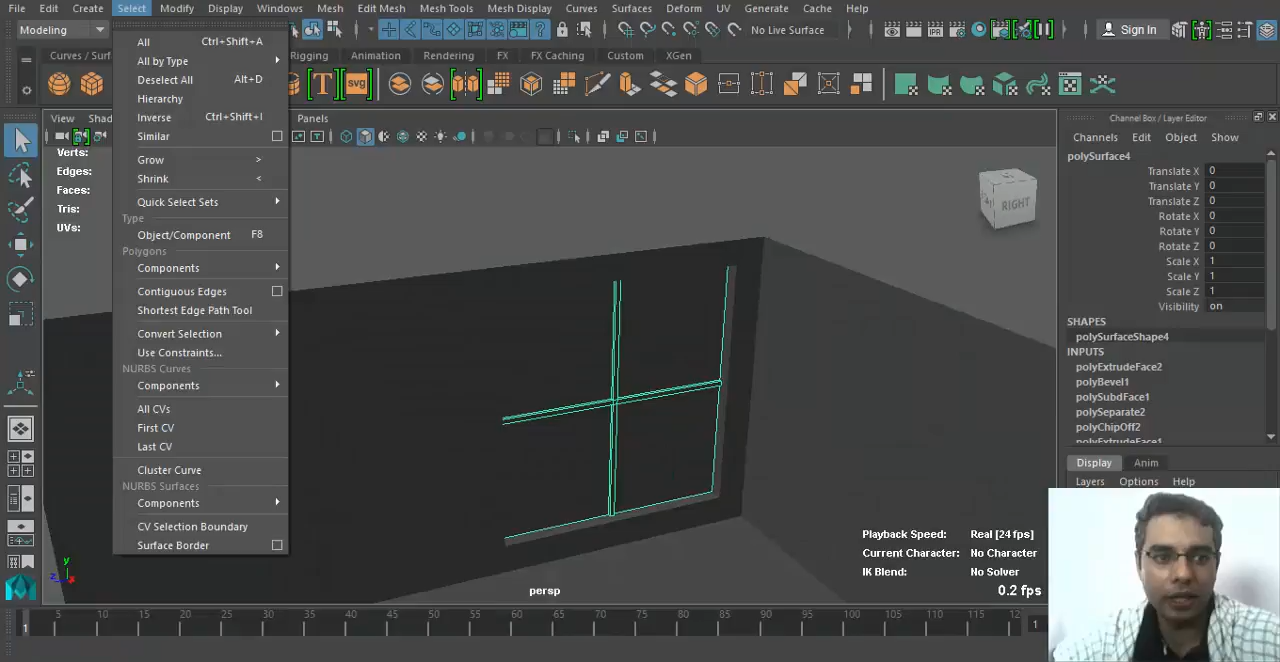 File Edit Create Select Modify Display Windows Mesh Edit Mesh Mesh Tools Mesh Display Curves Surfaces Deform UV Generate Cache Help
Modeling
No Live Surface
Sign In
Curves / Surf
Rigging Animation Rendering FX FX Caching Custom XGen
T svg
View Shad
Panels
Verts:
Edges:
Faces:
Tris:
UVs:
All Ctrl+Shift+A
All by Type
Deselect All Alt+D
Hierarchy
Inverse Ctrl+Shift+I
Similar
Grow >
Shrink <
Quick Select Sets
Type
Object/Component F8
Polygons
Components
Contiguous Edges
Shortest Edge Path Tool
Convert Selection
Use Constraints...
NURBS Curves
Components
All CVs
First CV
Last CV
Cluster Curve
NURBS Surfaces
Components
CV Selection Boundary
Surface Border
RIGHT
Playback Speed: Real [24 fps]
Current Character: No Character
IK Blend: No Solver
0.2 fps
persp
y
z x
Channel Box / Layer Editor
Channels Edit Object Show
polySurface4
Translate X 0
Translate Y 0
Translate Z 0
Rotate X 0
Rotate Y 0
Rotate Z 0
Scale X 1
Scale Y 1
Scale Z 1
Visibility on
SHAPES
polySurfaceShape4
INPUTS
polyExtrudeFace2
polyBevel1
polySubdFace1
polySeparate2
polyChipOff2
polyExtrudeFace1
Display Anim
Layers Options Help
1 5 10 15 20 25 30 35 40 45 50 55 60 65 70 75 80 85 90 95 100 105 110 115 12
1